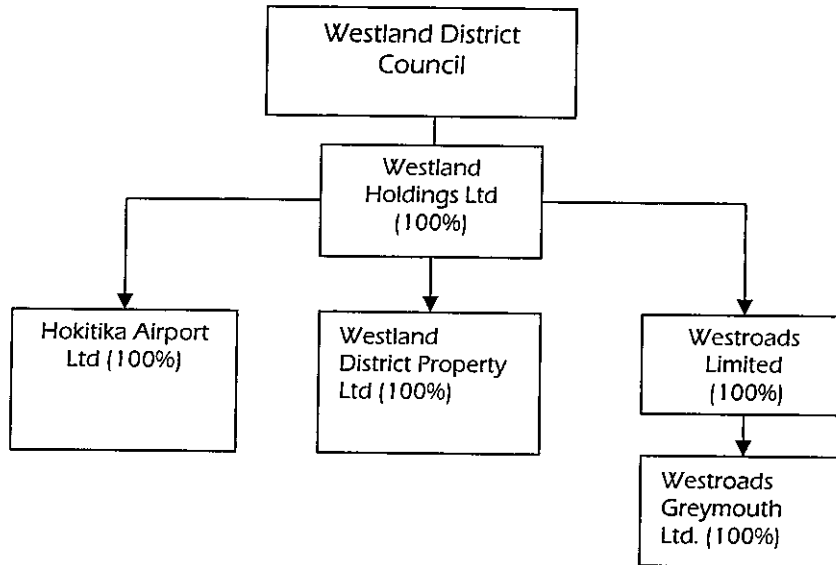 Westland District
Council
Westland
Holdings Ltd
(100%)
Hokitika Airport
Ltd (100%)
Westland
District Property
Ltd (100%)
Westroads
Limited
(100%)
Westroads
Greymouth
Ltd. (100%)